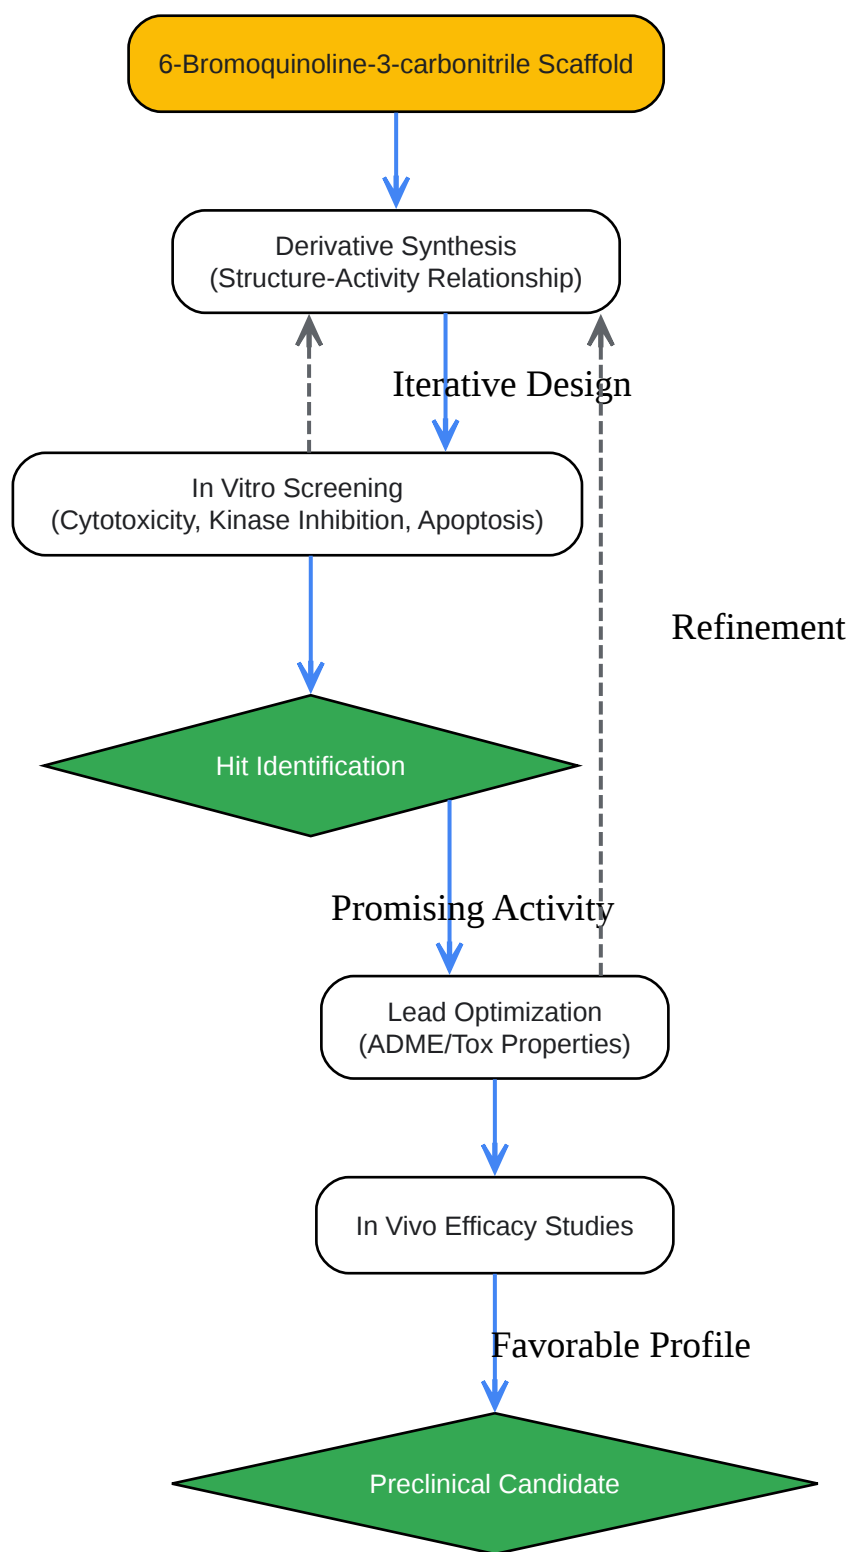 6-Bromoquinoline-3-carbonitrile Scaffold
Derivative Synthesis
(Structure-Activity Relationship)
Iterative Design
In Vitro Screening
(Cytotoxicity, Kinase Inhibition, Apoptosis)
Refinement
Hit Identification
Promising Activity
Lead Optimization
(ADME/Tox Properties)
In Vivo Efficacy Studies
Favorable Profile
Preclinical Candidate